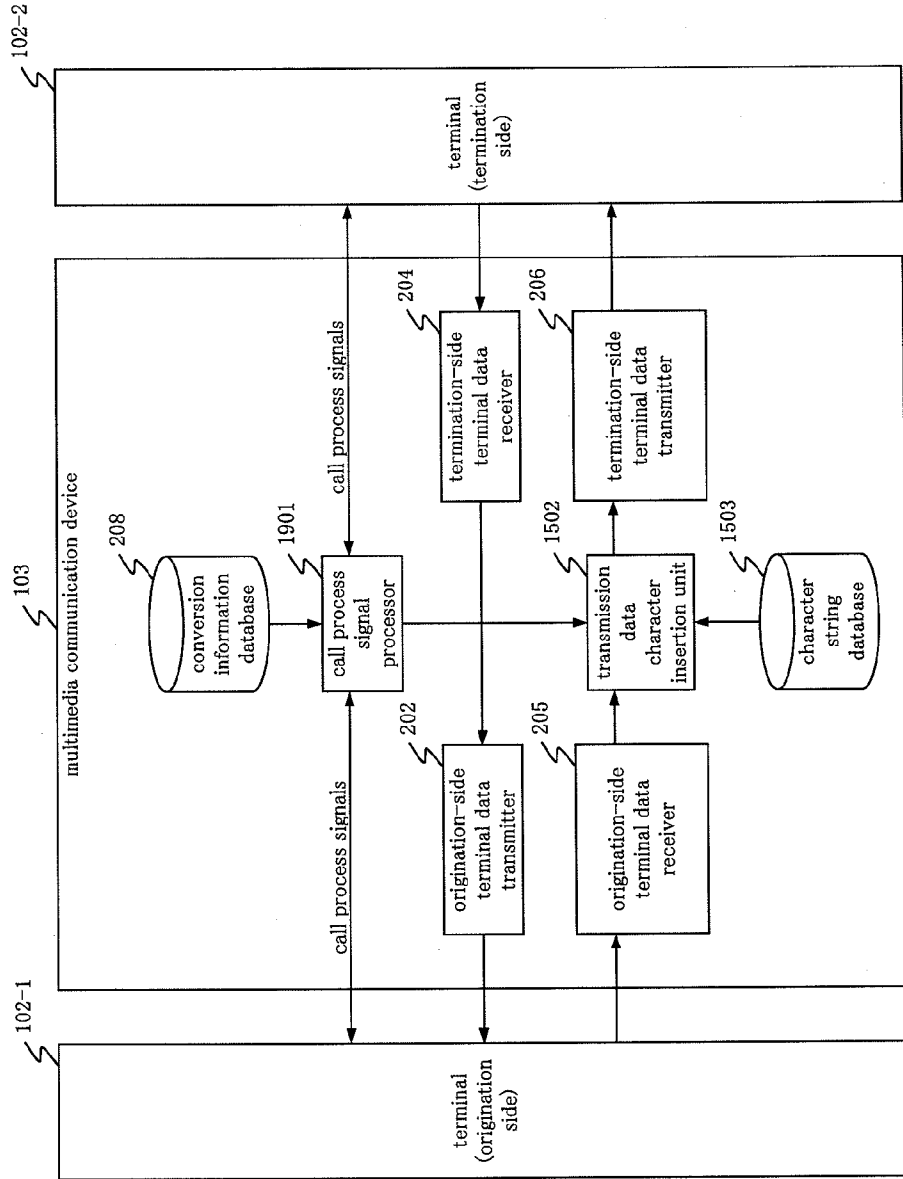 102-1
terminal
(origination
side)
103
multimedia communication device
208
conversion
information
database
1901
call process
signal
processor
call process signals
call process signals
202
origination-side
terminal data
transmitter
204
termination-side
terminal data
receiver
205
origination-side
terminal data
receiver
1502
transmission
data
character
insertion unit
206
termination-side
terminal data
transmitter
1503
character
string
database
102-2
terminal
(termination
side)